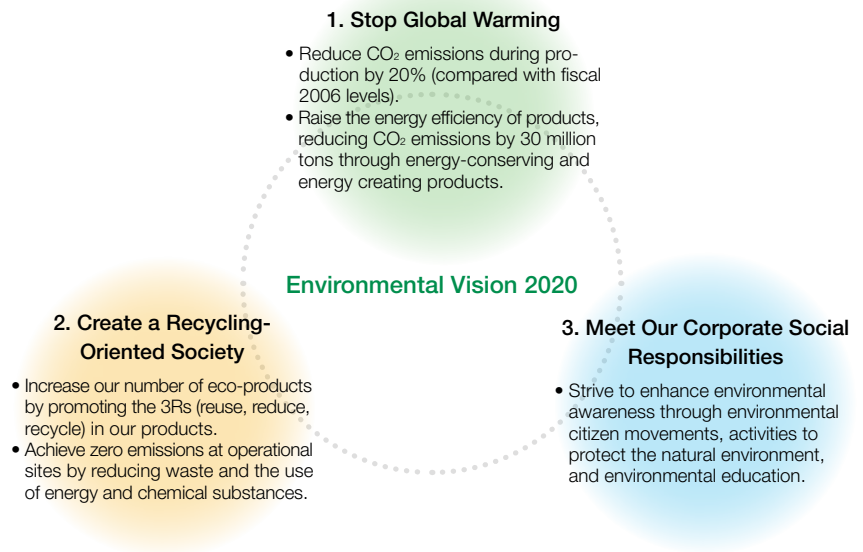 1. Stop Global Warming
• Reduce CO₂ emissions during pro-
duction by 20% (compared with fiscal
2006 levels).
• Raise the energy efficiency of products,
reducing CO₂ emissions by 30 million
tons through energy-conserving and
energy creating products.
Environmental Vision 2020
2. Create a Recycling-
Oriented Society
• Increase our number of eco-products
by promoting the 3Rs (reuse, reduce,
recycle) in our products.
• Achieve zero emissions at operational
sites by reducing waste and the use
of energy and chemical substances.
3. Meet Our Corporate Social
Responsibilities
• Strive to enhance environmental
awareness through environmental
citizen movements, activities to
protect the natural environment,
and environmental education.